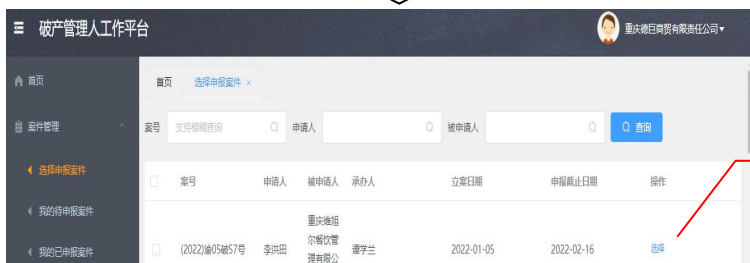 破产管理人工作平台
重庆德巨商贸有限责任公司▾
首页
首页 选择申报案件 ×
案件管理
案号 支持模糊查询 申请人 被申请人 查询
选择申报案件
案号 申请人 被申请人 承办人 立案日期 申报截止日期 操作
我的待申报案件
重庆维旭
尔餐饮管
理有限公
(2022)渝05破57号 李洪田 谭学兰 2022-01-05 2022-02-16 选择
我的已申报案件